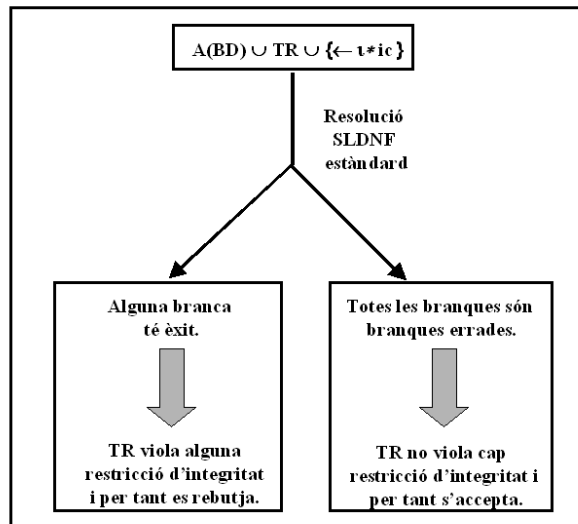 A(BD) ∪ TR ∪ {← ι*ic}
Resolució
SLDNF
estàndard
Alguna branca
té èxit.
TR viola alguna
restricció d'integritat
i per tant es rebutja.
Totes les branques són
branques errades.
TR no viola cap
restricció d'integritat i
per tant s'accepta.